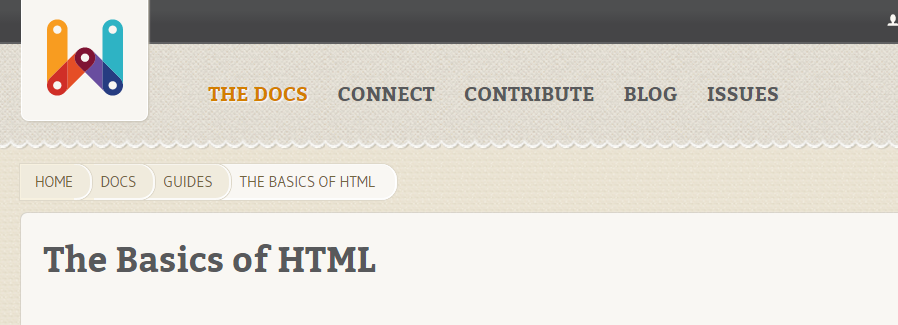 THE DOCS CONNECT CONTRIBUTE BLOG ISSUES
HOME DOCS GUIDES THE BASICS OF HTML
The Basics of HTML